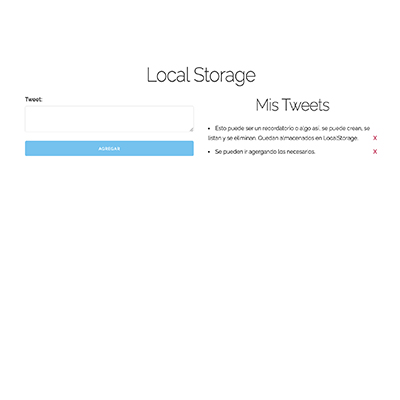 Local Storage
Tweet:
AGREGAR
Mis Tweets
Esto puede ser un recordatorio o algo así, se puede crean, se
listan y se eliminan. Quedan almacenados en LocalStorage.
X
Se pueden ir agergando los necesarios.
X